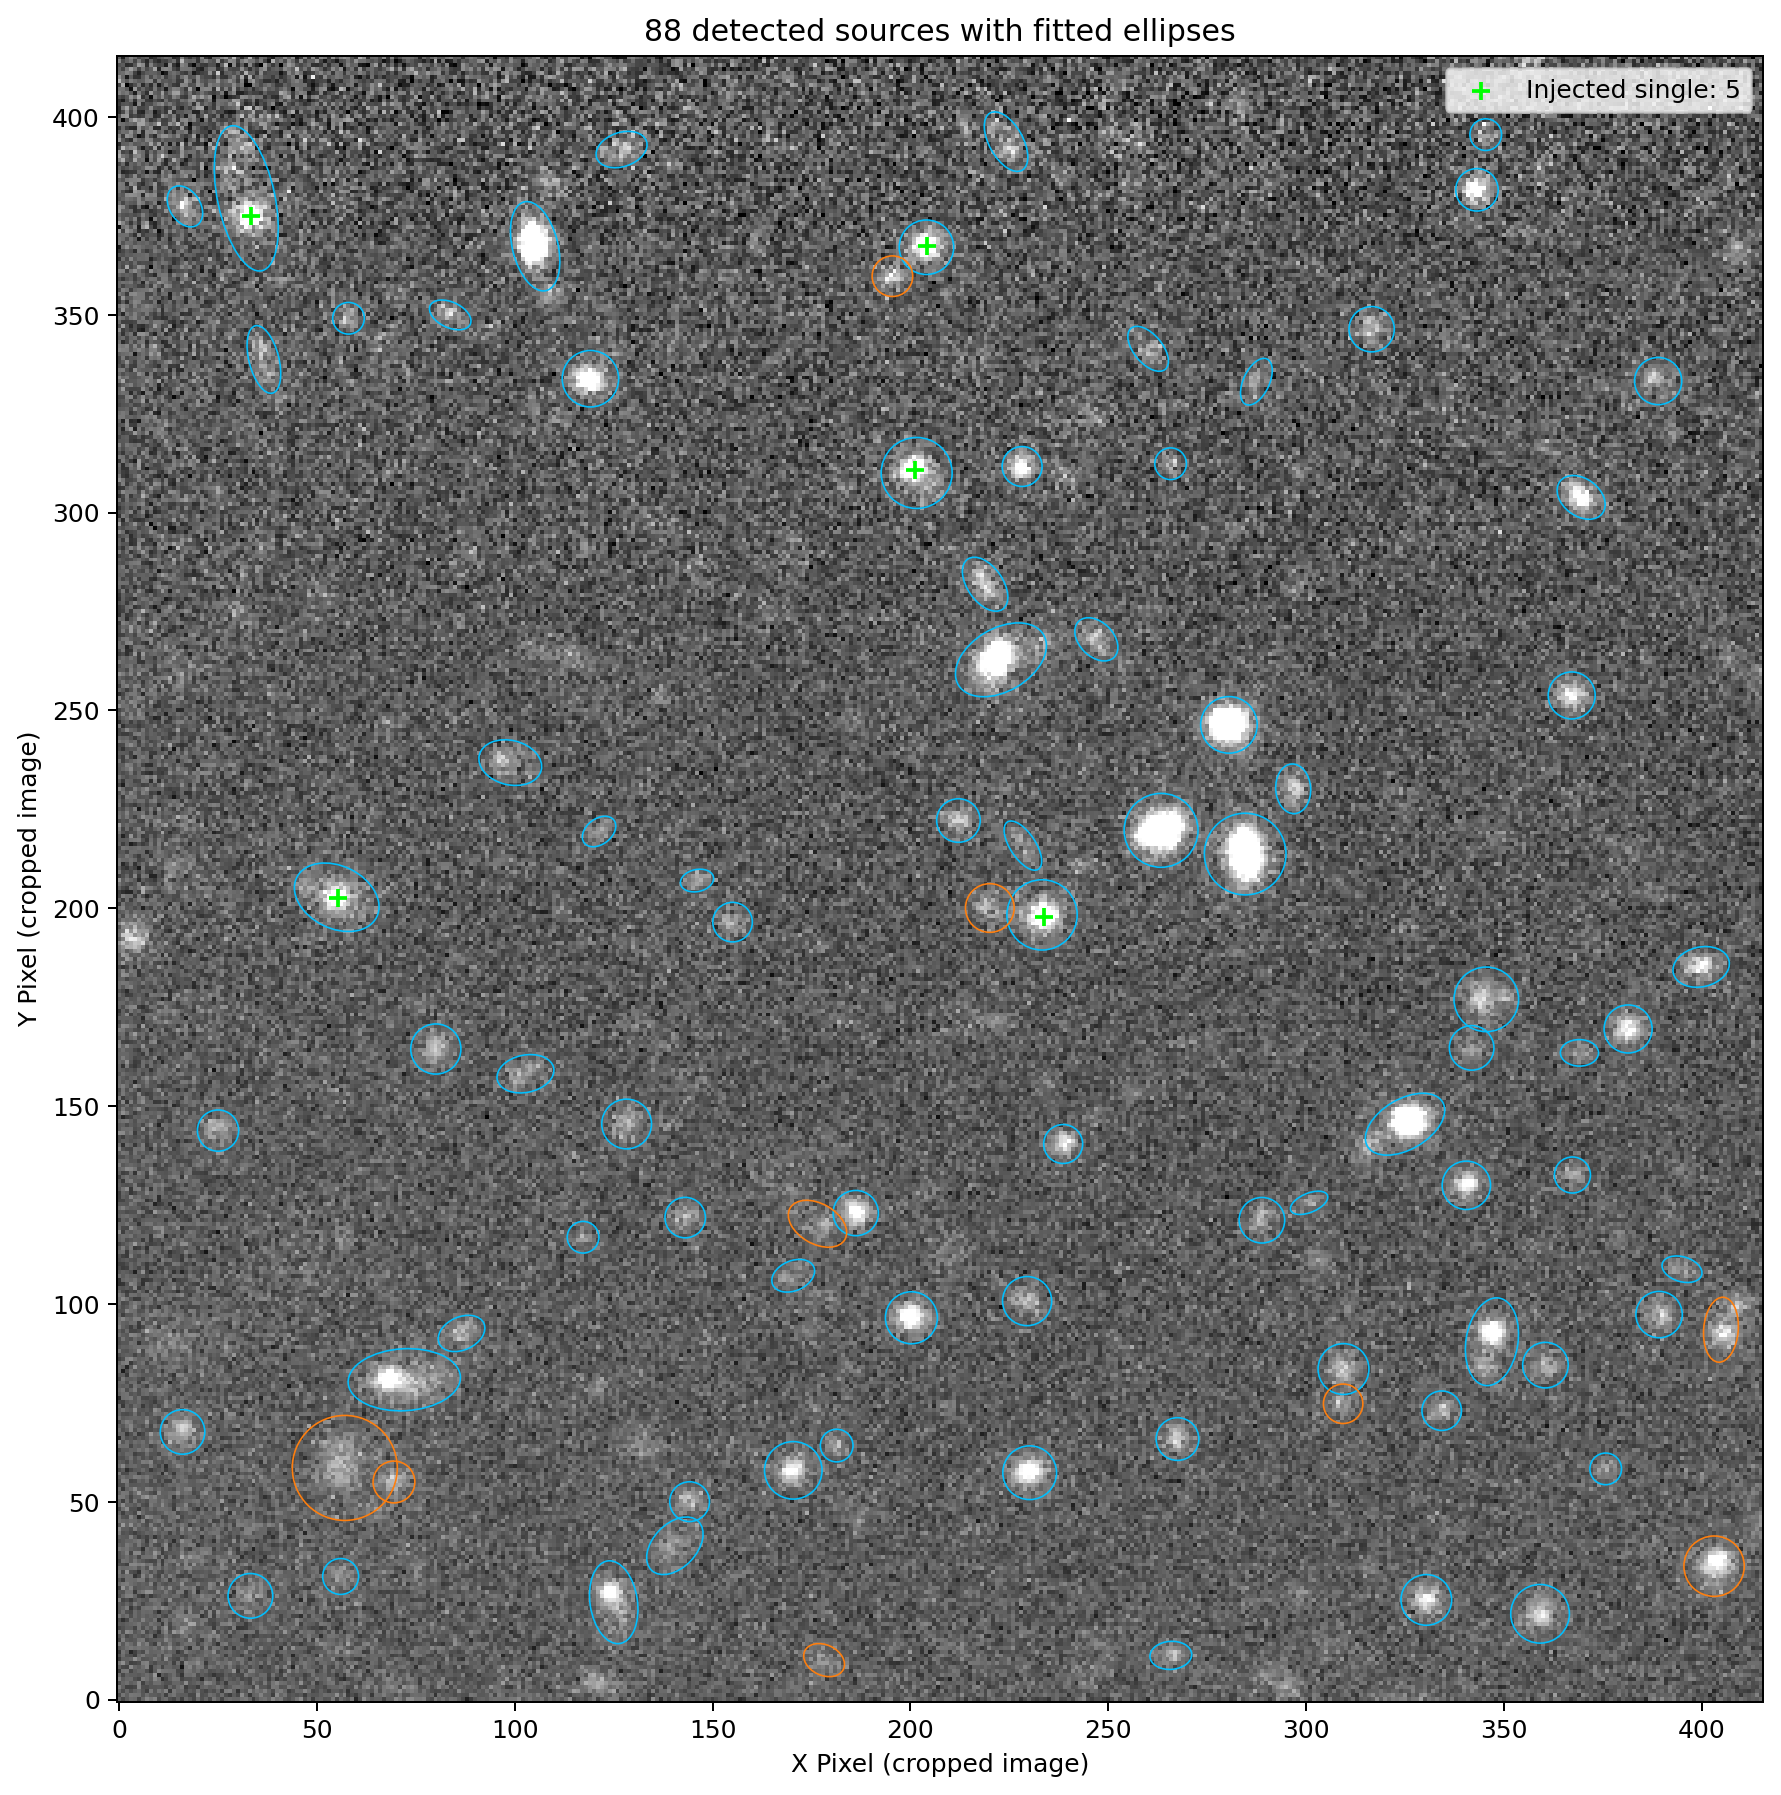 88 detected sources with fitted ellipses
Injected single: 5
400
350
300
250
200
150
100
50
0
Y Pixel (cropped image)
0 50 100 150 200 250 300 350 400
X Pixel (cropped image)